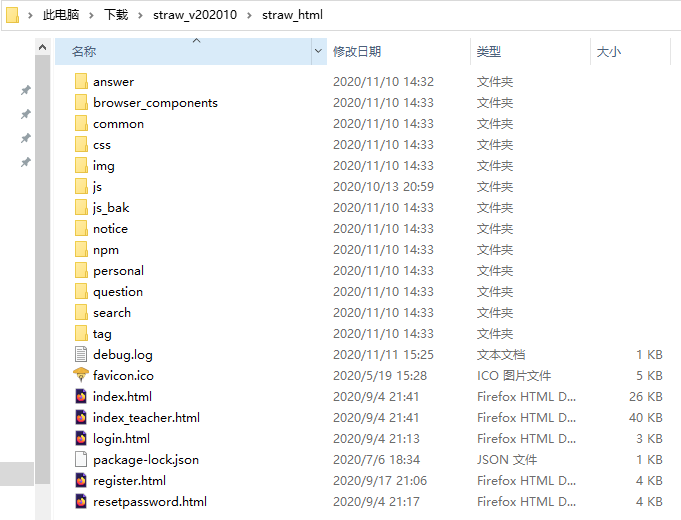 此电脑 › 下载 › straw_v202010 › straw_html
名称 修改日期 类型 大小
answer 2020/11/10 14:32 文件夹
browser_components 2020/11/10 14:33 文件夹
common 2020/11/10 14:33 文件夹
css 2020/11/10 14:33 文件夹
img 2020/11/10 14:33 文件夹
js 2020/10/13 20:59 文件夹
js_bak 2020/11/10 14:33 文件夹
notice 2020/11/10 14:33 文件夹
npm 2020/11/10 14:33 文件夹
personal 2020/11/10 14:33 文件夹
question 2020/11/10 14:33 文件夹
search 2020/11/10 14:33 文件夹
tag 2020/11/10 14:33 文件夹
debug.log 2020/11/11 15:25 文本文档 1 KB
favicon.ico 2020/5/19 15:28 ICO 图片文件 5 KB
index.html 2020/9/4 21:41 Firefox HTML D... 26 KB
index_teacher.html 2020/9/4 21:41 Firefox HTML D... 40 KB
login.html 2020/9/4 21:13 Firefox HTML D... 3 KB
package-lock.json 2020/7/6 18:34 JSON 文件 1 KB
register.html 2020/9/17 21:06 Firefox HTML D... 4 KB
resetpassword.html 2020/9/4 21:17 Firefox HTML D... 4 KB